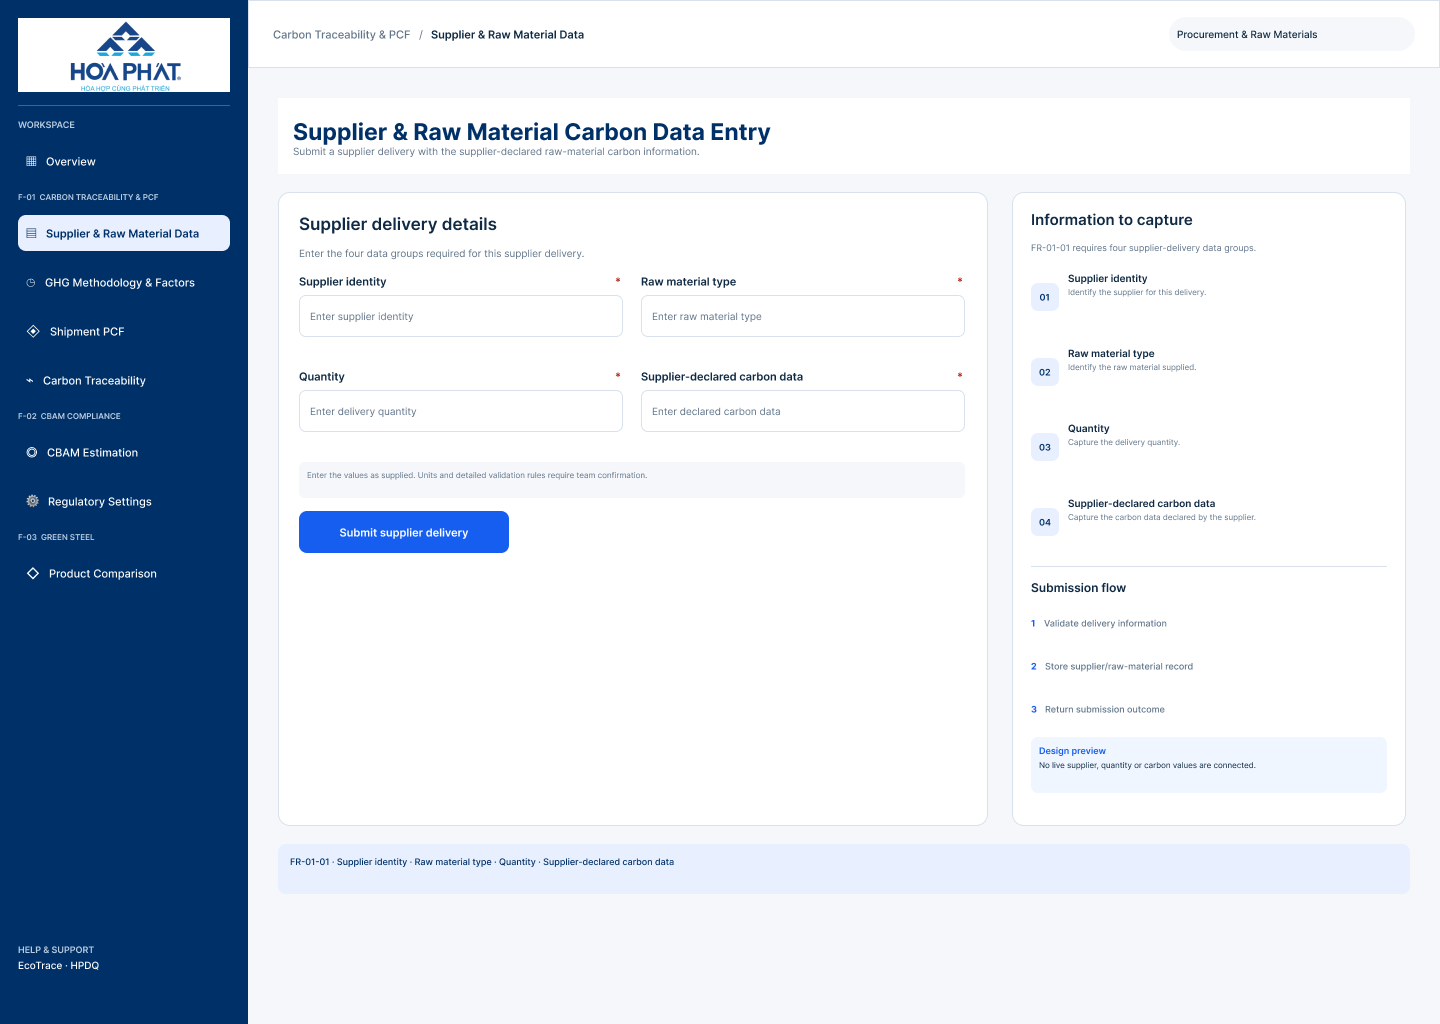 HÒA PHÁT
HÒA HỢP CÙNG PHÁT TRIỂN
WORKSPACE
Overview
F-01 CARBON TRACEABILITY & PCF
Supplier & Raw Material Data
GHG Methodology & Factors
Shipment PCF
Carbon Traceability
F-02 CBAM COMPLIANCE
CBAM Estimation
Regulatory Settings
F-03 GREEN STEEL
Product Comparison
HELP & SUPPORT
EcoTrace · HPDQ
Carbon Traceability & PCF / Supplier & Raw Material Data
Procurement & Raw Materials
Supplier & Raw Material Carbon Data Entry
Submit a supplier delivery with the supplier-declared raw-material carbon information.
Supplier delivery details
Enter the four data groups required for this supplier delivery.
Supplier identity *
Enter supplier identity
Raw material type *
Enter raw material type
Quantity *
Enter delivery quantity
Supplier-declared carbon data *
Enter declared carbon data
Enter the values as supplied. Units and detailed validation rules require team confirmation.
Submit supplier delivery
Information to capture
FR-01-01 requires four supplier-delivery data groups.
01
Supplier identity
Identify the supplier for this delivery.
02
Raw material type
Identify the raw material supplied.
03
Quantity
Capture the delivery quantity.
04
Supplier-declared carbon data
Capture the carbon data declared by the supplier.
Submission flow
1 Validate delivery information
2 Store supplier/raw-material record
3 Return submission outcome
Design preview
No live supplier, quantity or carbon values are connected.
FR-01-01 · Supplier identity · Raw material type · Quantity · Supplier-declared carbon data